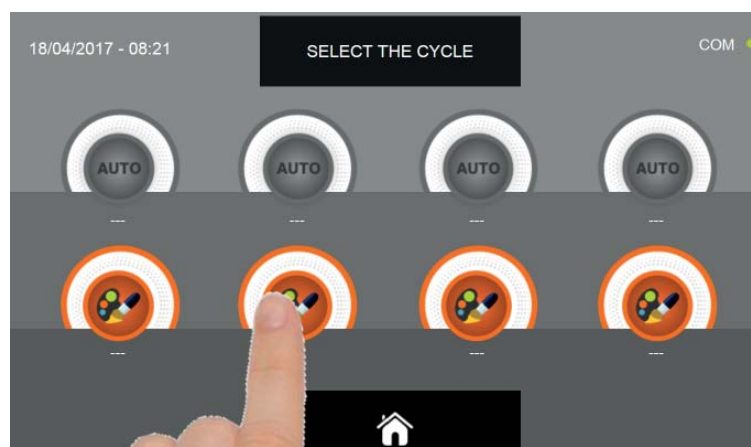 18/04/2017 - 08:21
SELECT THE CYCLE
COM
AUTO
AUTO
AUTO
AUTO
---
---
---
---
---
---
---